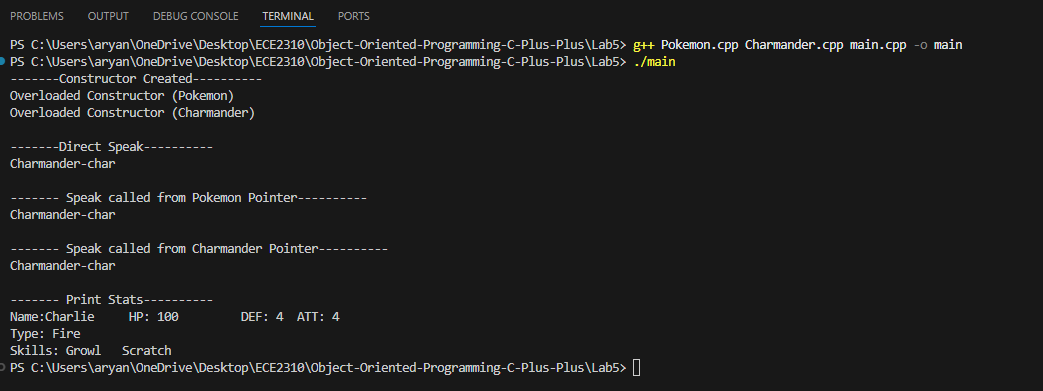 PROBLEMS OUTPUT DEBUG CONSOLE TERMINAL PORTS
PS C:\Users\aryan\OneDrive\Desktop\ECE2310\Object-Oriented-Programming-C-Plus-Plus\Lab5> g++ Pokemon.cpp Charmander.cpp main.cpp -o main
PS C:\Users\aryan\OneDrive\Desktop\ECE2310\Object-Oriented-Programming-C-Plus-Plus\Lab5> ./main
-------Constructor Created----------
Overloaded Constructor (Pokemon)
Overloaded Constructor (Charmander)
-------Direct Speak----------
Charmander-char
------- Speak called from Pokemon Pointer----------
Charmander-char
------- Speak called from Charmander Pointer----------
Charmander-char
------- Print Stats----------
Name:Charlie     HP: 100         DEF: 4  ATT: 4
Type: Fire
Skills: Growl   Scratch
PS C:\Users\aryan\OneDrive\Desktop\ECE2310\Object-Oriented-Programming-C-Plus-Plus\Lab5>